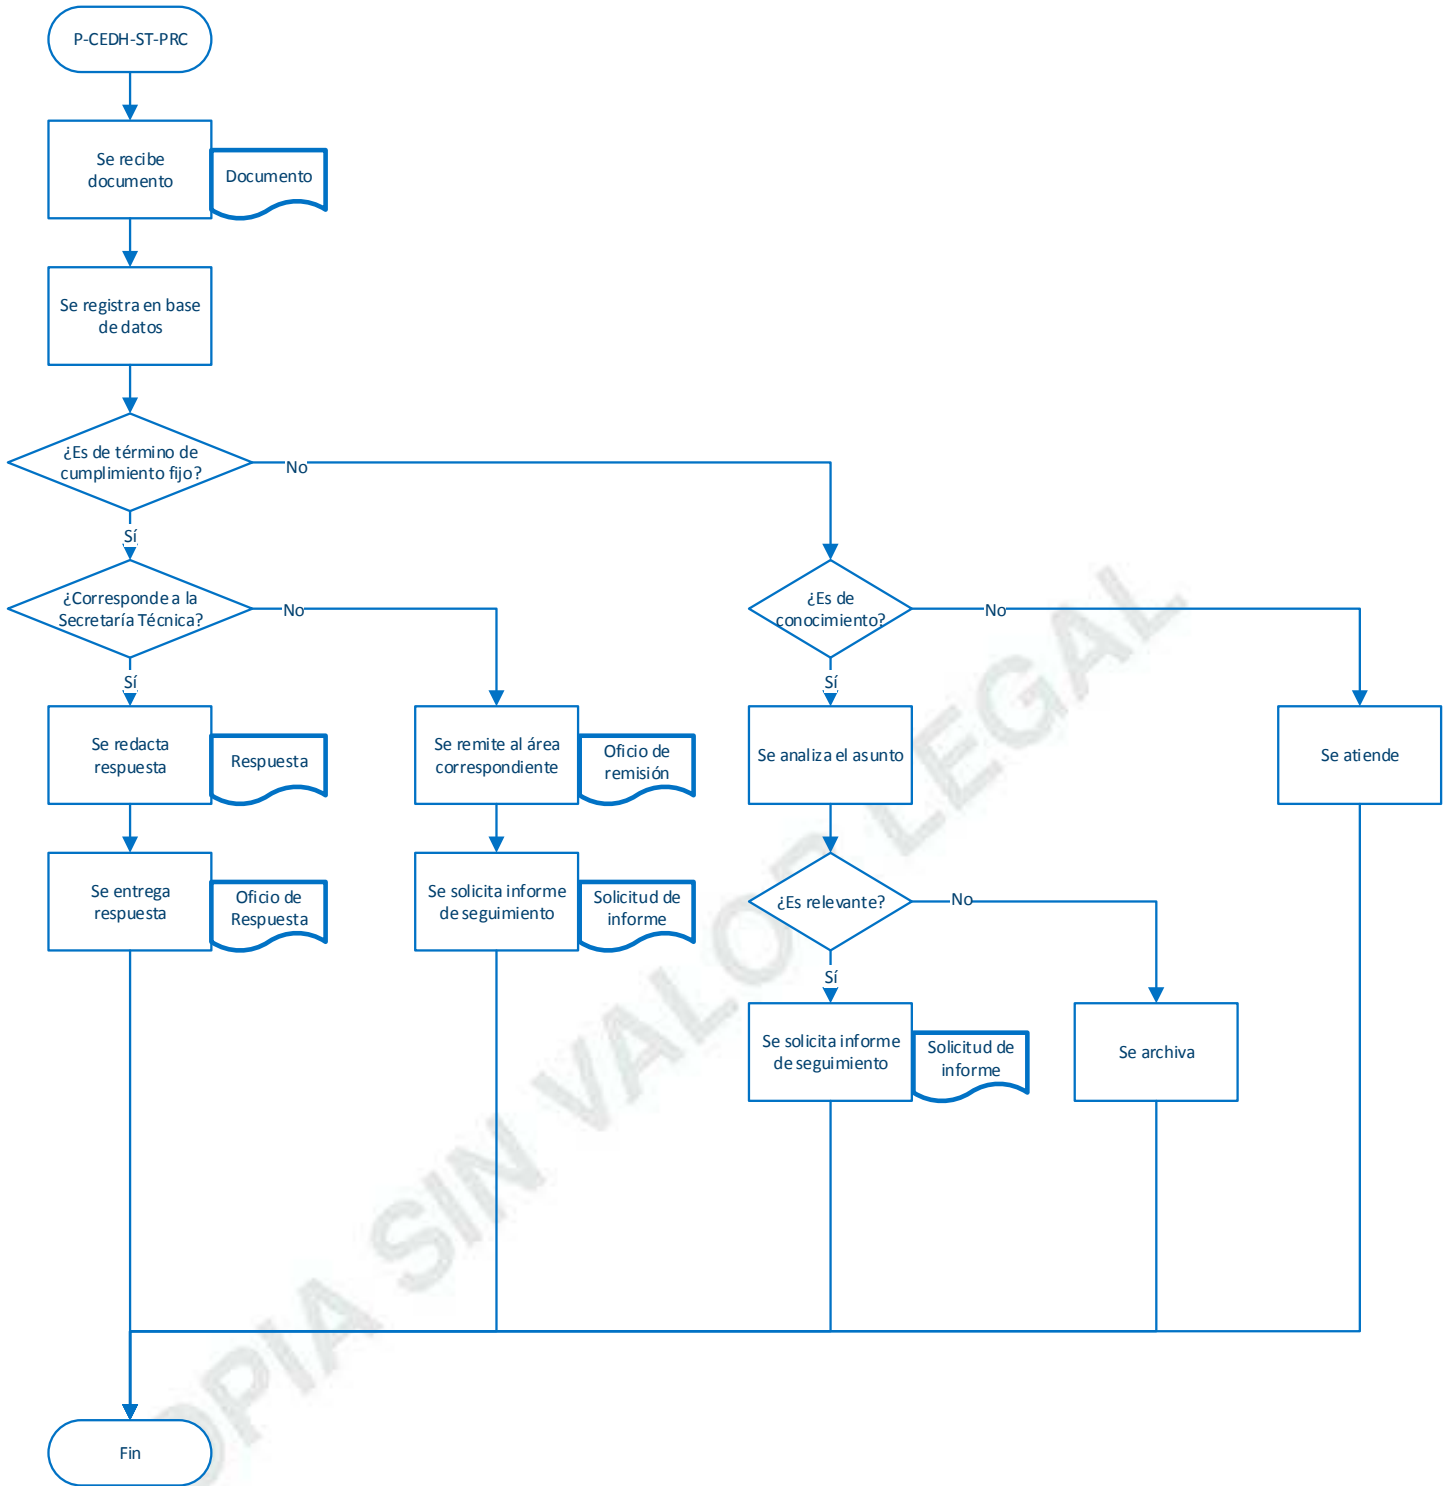 P-CEDH-ST-PRC
Se recibe
documento
Documento
Se registra en base
de datos
¿Es de término de
cumplimiento fijo?
No
Sí
¿Corresponde a la
Secretaría Técnica?
No
¿Es de
conocimiento?
No
Sí
Sí
Se redacta
respuesta
Respuesta
Se remite al área
correspondiente
Oficio de
remisión
Se analiza el asunto
Se atiende
Se entrega
respuesta
Oficio de
Respuesta
Se solicita informe
de seguimiento
Solicitud de
informe
¿Es relevante?
No
Sí
Se solicita informe
de seguimiento
Solicitud de
informe
Se archiva
Fin
OPIA SIN VALOR LEGAL